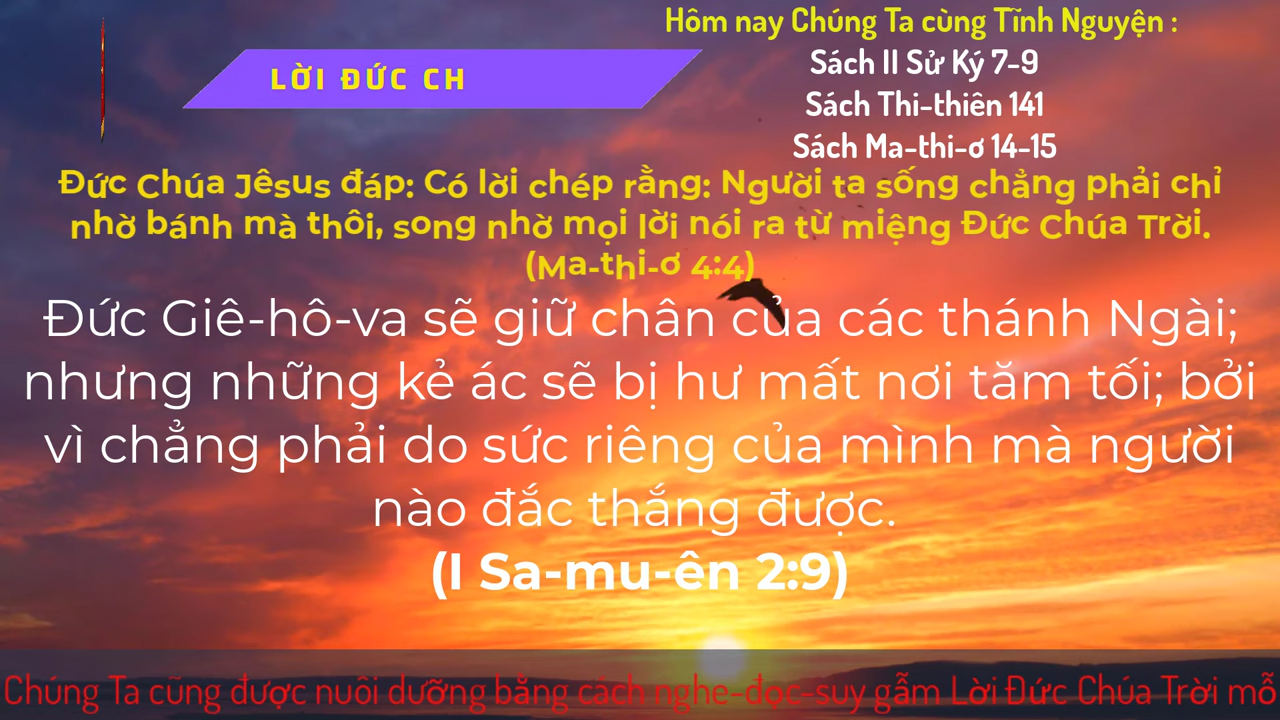 Hôm nay Chúng Ta cùng Tĩnh Nguyện :
Sách II Sử Ký 7-9
Sách Thi-thiên 141
Sách Ma-thi-ơ 14-15
LỜI ĐỨC CH
Đức Chúa Jêsus đáp: Có lời chép rằng: Người ta sống chẳng phải chỉ
nhờ bánh mà thôi, song nhờ mọi lời nói ra từ miệng Đức Chúa Trời.
(Ma-thi-ơ 4:4)
Đức Giê-hô-va sẽ giữ chân của các thánh Ngài;
nhưng những kẻ ác sẽ bị hư mất nơi tăm tối; bởi
vì chẳng phải do sức riêng của mình mà người
nào đắc thắng được.
(I Sa-mu-ên 2:9)
Chúng Ta cũng được nuôi dưỡng bằng cách nghe-đọc-suy gẫm Lời Đức Chúa Trời mỗ